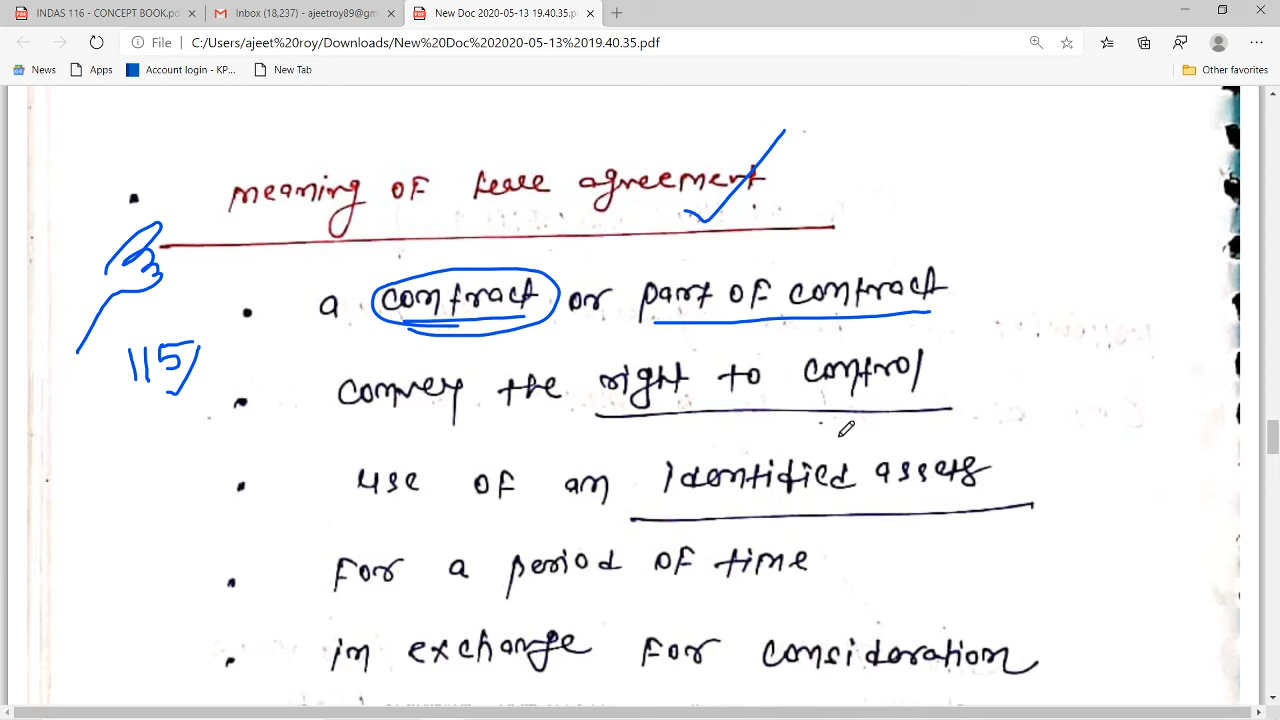 INDAS 116 - CONCEPT BOOK.pd
Inbox (18,237) - ajeetroy89@gm
New Doc 2020-05-13 19.40.35.p
File
C:/Users/ajeet%20roy/Downloads/New%20Doc%202020-05-13%2019.40.35.pdf
News
Apps
Account login - KP...
New Tab
Other favorites
meaning of lease agreement
a contract or part of contract
115
convey the right to control
use of an identified assets
for a period of time
in exchange for consideration